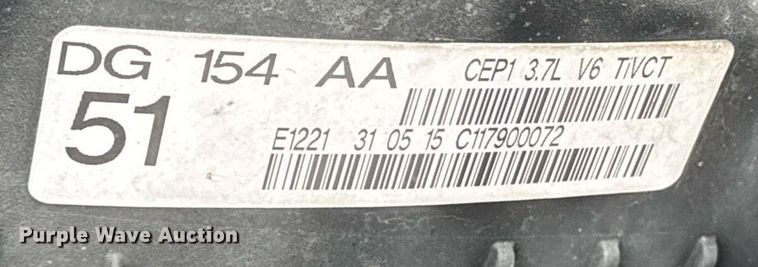 DG 154 AA
CEP1 3.7L V6 TiVCT
51
E1221 31 05 15 C117900072
Purple Wave Auction